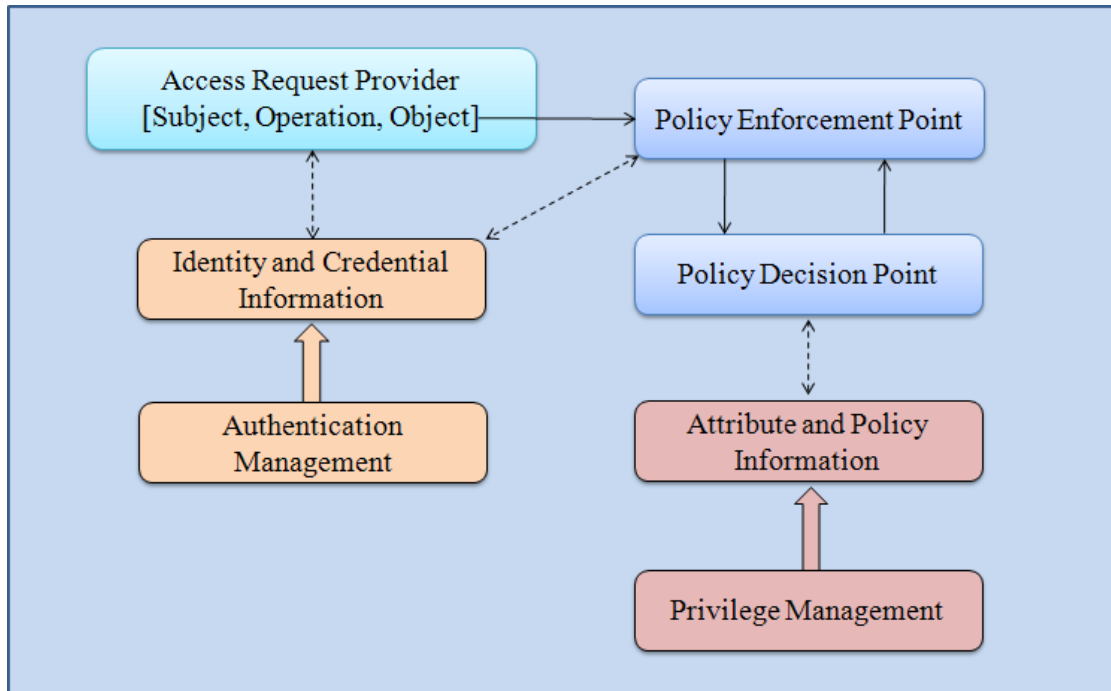 Access Request Provider
[Subject, Operation, Object]
Policy Enforcement Point
Identity and Credential
Information
Policy Decision Point
Authentication
Management
Attribute and Policy
Information
Privilege Management